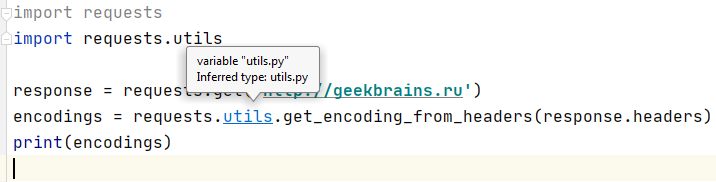 import requests
import requests.utils
variable "utils.py"
Inferred type: utils.py
response = requests.get('http://geekbrains.ru')
encodings = requests.utils.get_encoding_from_headers(response.headers)
print(encodings)